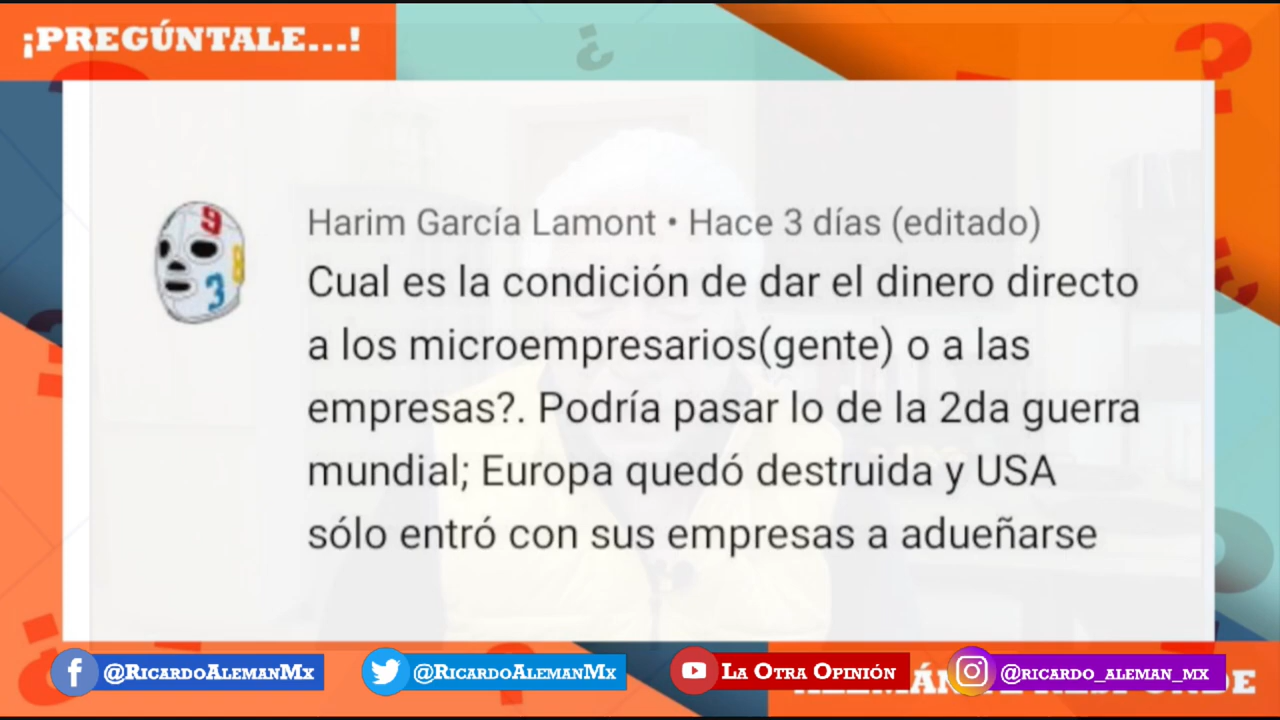 ¡PREGÚNTALE...!
Harim García Lamont • Hace 3 días (editado)
Cual es la condición de dar el dinero directo
a los microempresarios(gente) o a las
empresas?. Podría pasar lo de la 2da guerra
mundial; Europa quedó destruida y USA
sólo entró con sus empresas a adueñarse
@RicardoAlemanMx
@RicardoAlemanMx
La Otra Opinión
@ricardo_aleman_mx